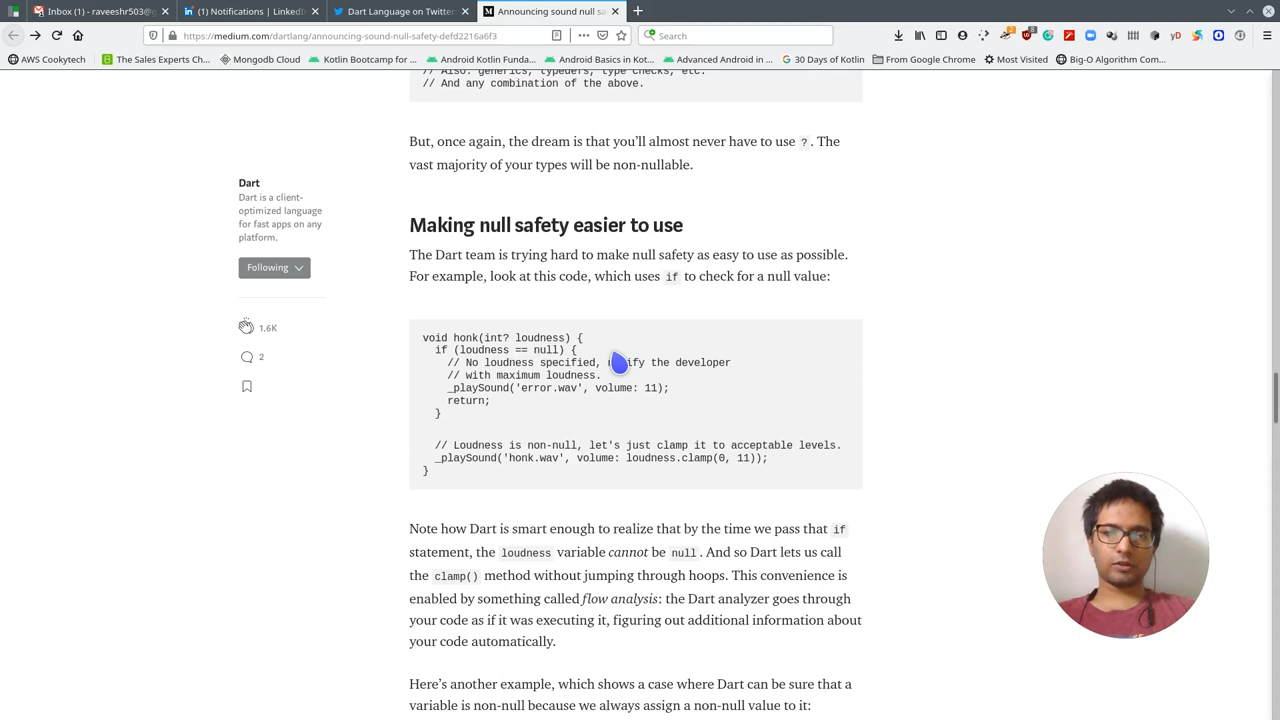 Inbox (1) - raveeshr503@g
(1) Notifications | LinkedI
Dart Language on Twitter
Announcing sound null sa
https://medium.com/dartlang/announcing-sound-null-safety-defd2216a6f3
Search
AWS Cookytech
The Sales Experts Ch...
Mongodb Cloud
Kotlin Bootcamp for ...
Android Kotlin Funda...
Android Basics in Kot...
Advanced Android in ...
30 Days of Kotlin
From Google Chrome
Most Visited
Big-O Algorithm Com...
// Also: generics, typedefs, type checks, etc.
// And any combination of the above.
But, once again, the dream is that you’ll almost never have to use ?. The
vast majority of your types will be non-nullable.
Dart
Dart is a client-
optimized language
for fast apps on any
platform.
Following
1.6K
2
Making null safety easier to use
The Dart team is trying hard to make null safety as easy to use as possible.
For example, look at this code, which uses if to check for a null value:
void honk(int? loudness) {
if (loudness == null) {
// No loudness specified, notify the developer
// with maximum loudness.
_playSound('error.wav', volume: 11);
return;
}
// Loudness is non-null, let's just clamp it to acceptable levels.
_playSound('honk.wav', volume: loudness.clamp(0, 11));
}
Note how Dart is smart enough to realize that by the time we pass that if
statement, the loudness variable cannot be null. And so Dart lets us call
the clamp() method without jumping through hoops. This convenience is
enabled by something called flow analysis: the Dart analyzer goes through
your code as if it was executing it, figuring out additional information about
your code automatically.
Here’s another example, which shows a case where Dart can be sure that a
variable is non-null because we always assign a non-null value to it: